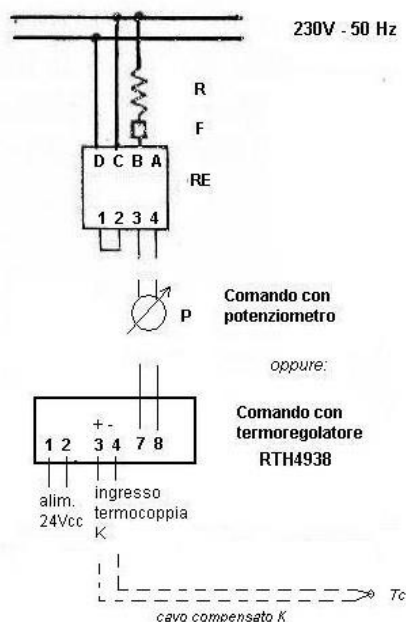 230V - 50 Hz
R
F
D C B A
RE
1 2 3 4
P
Comando con
potenziometro
oppure:
Comando con
termoregolatore
RTH4938
+ -
1 2 3 4 7 8
alim.
24Vcc
ingresso
termocoppia
K
Tc
cavo compensato K